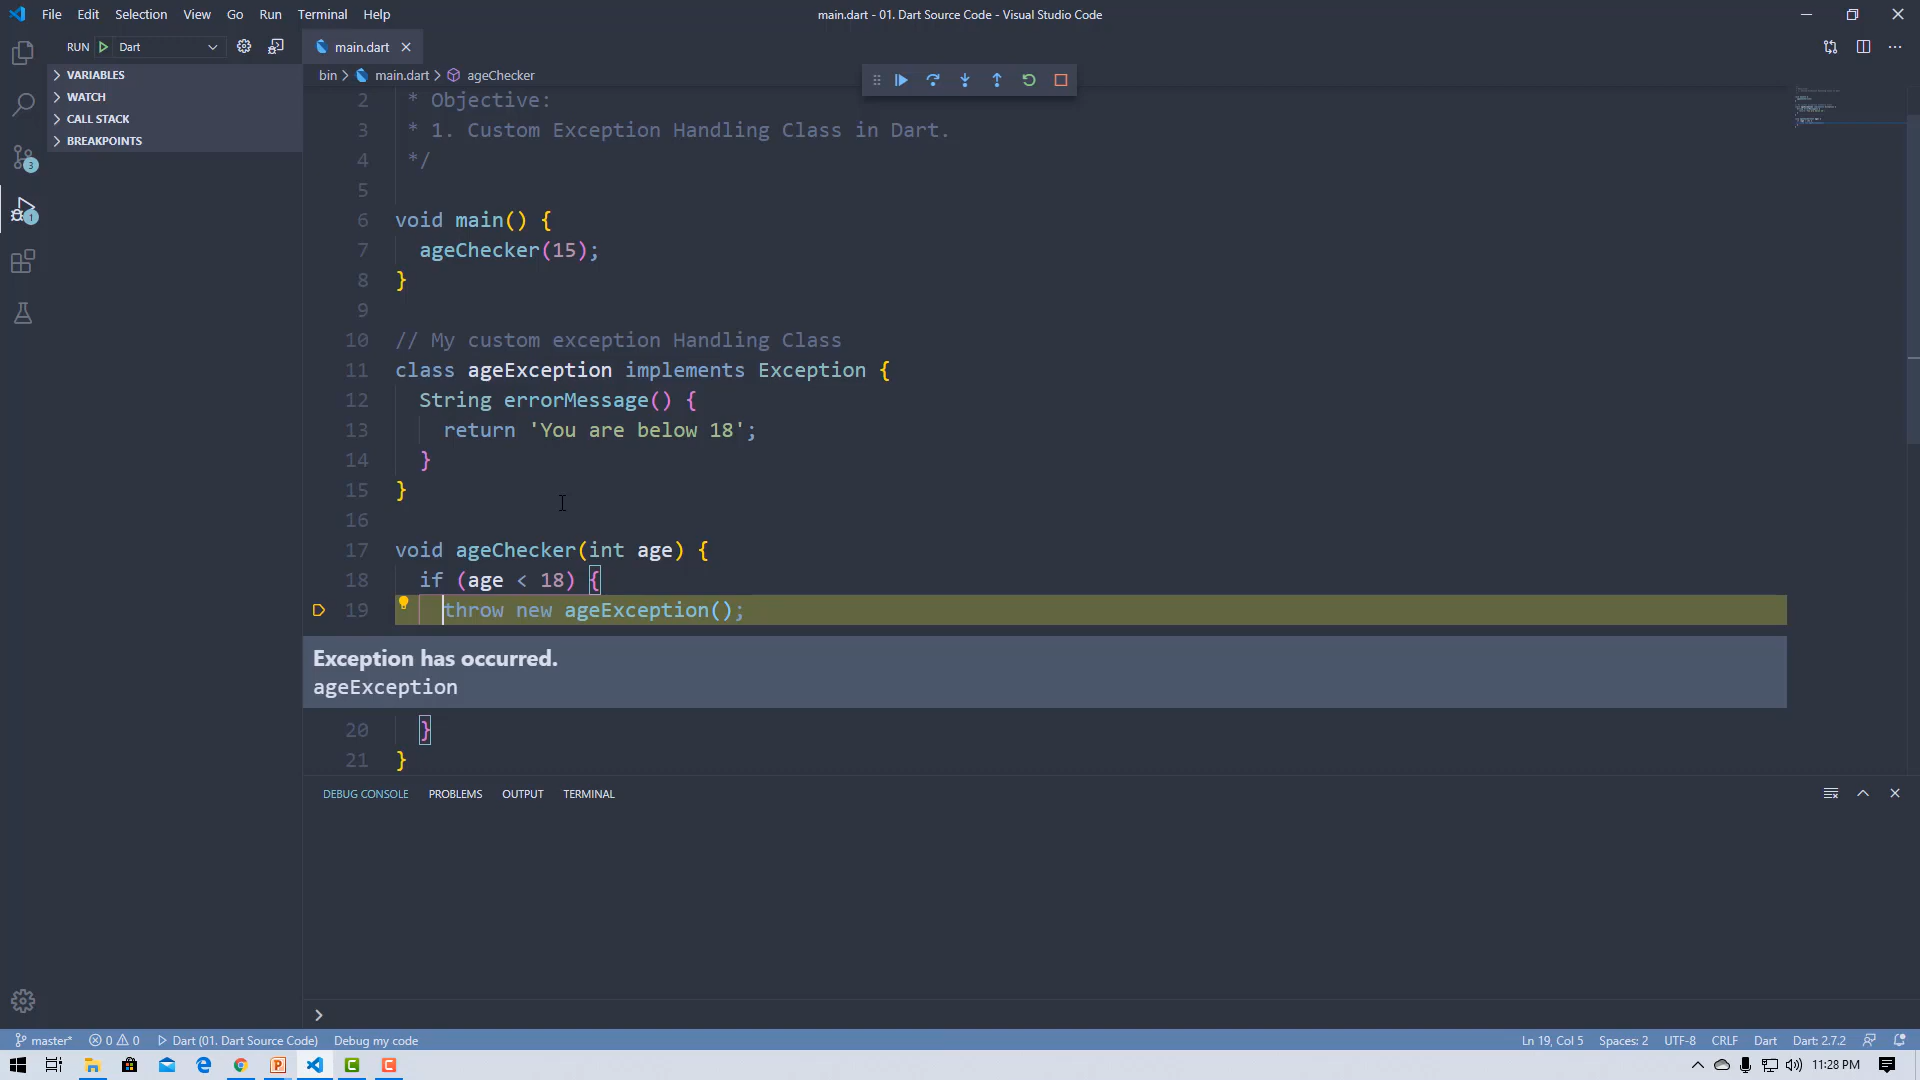 File Edit Selection View Go Run Terminal Help
main.dart - 01. Dart Source Code - Visual Studio Code
RUN Dart
main.dart
VARIABLES
WATCH
CALL STACK
BREAKPOINTS
3
1
bin > main.dart > ageChecker
2 * Objective:
3 * 1. Custom Exception Handling Class in Dart.
4 */
5
6 void main() {
7 ageChecker(15);
8 }
9
10 // My custom exception Handling Class
11 class ageException implements Exception {
12 String errorMessage() {
13 return 'You are below 18';
14 }
15 }
16
17 void ageChecker(int age) {
18 if (age < 18) {
19 throw new ageException();
Exception has occurred.
ageException
20 }
21 }
DEBUG CONSOLE PROBLEMS OUTPUT TERMINAL
master* 0 0 Dart (01. Dart Source Code) Debug my code
Ln 19, Col 5 Spaces: 2 UTF-8 CRLF Dart Dart: 2.7.2
11:28 PM